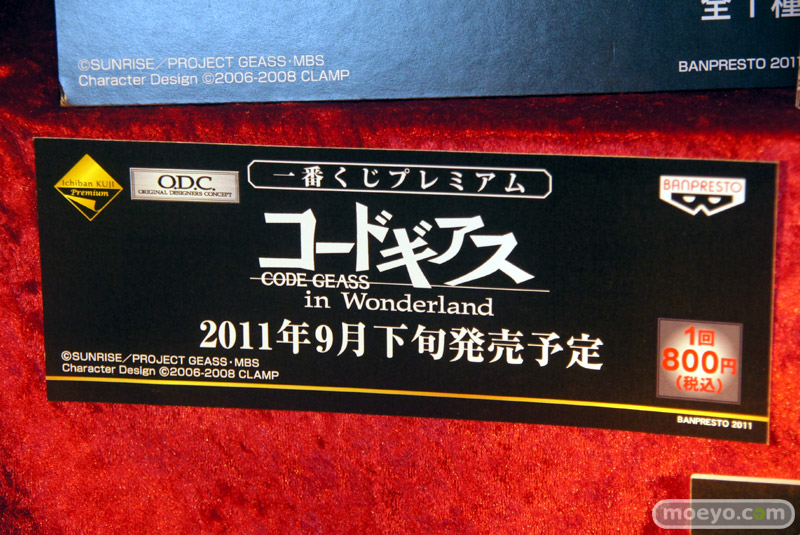 全1種
©SUNRISE/PROJECT GEASS・MBS
Character Design ©2006-2008 CLAMP
BANPRESTO 2011
Ichiban KUJI
Premium
O.D.C.
ORIGINAL DESIGNERS CONCEPT
一番くじプレミアム
BANPRESTO
コードギアス
CODE GEASS
in Wonderland
2011年9月下旬発売予定
1回
800円
(税込)
©SUNRISE/PROJECT GEASS・MBS
Character Design ©2006-2008 CLAMP
BANPRESTO 2011
moeyo.com